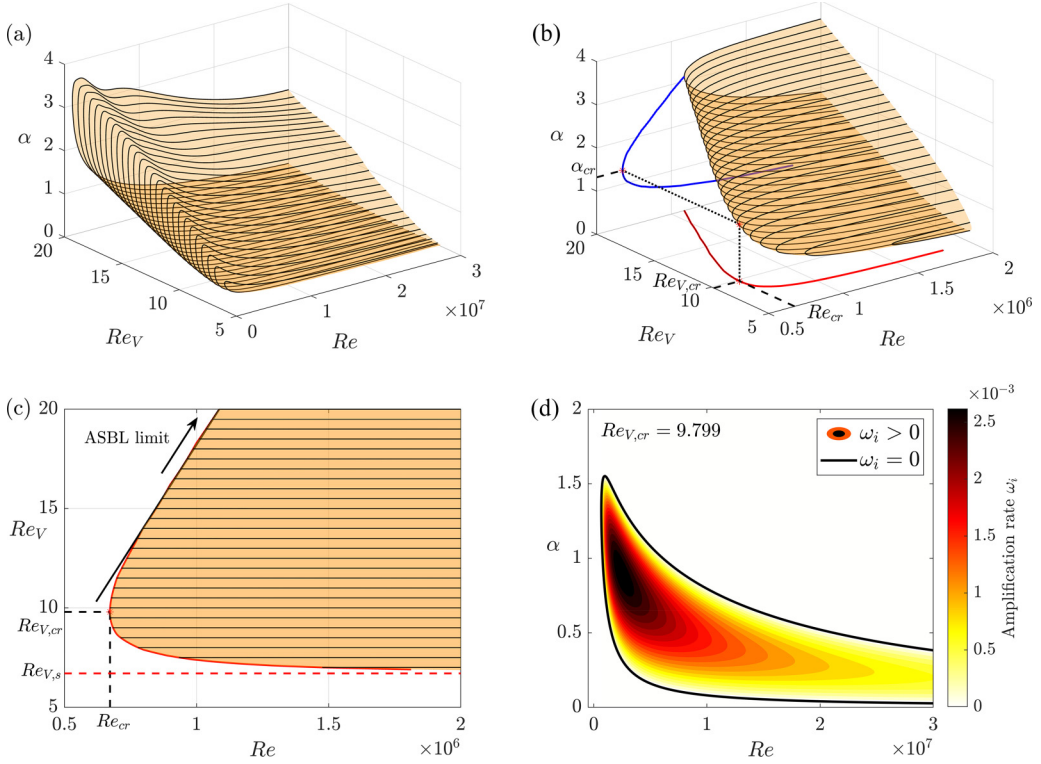 (a)
4
3
α
2
1
0
20
15
10
5
Re_V
0
1
2
3
×10^7
Re
(b)
4
3
2
α_cr
α
1
0
20
15
Re_V,cr
10
Re_V
5
0.5
Re_cr
1
1.5
2
×10^6
Re
(c)
20
ASBL limit
15
Re_V
10
Re_V,cr
Re_V,s
5
0.5
Re_cr
1
1.5
2
Re
×10^6
(d)
2
Re_V,cr = 9.799
ω_i > 0
ω_i = 0
1.5
α
1
0.5
0
0
1
2
3
Re
×10^7
×10^-3
2.5
2
1.5
1
0.5
0
Amplification rate ω_i